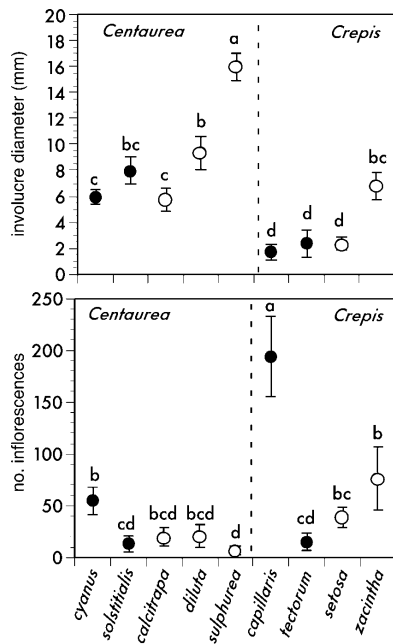 20
18
16
14
12
10
8
6
4
2
0
involucre diameter (mm)
Centaurea
Crepis
c
bc
c
b
a
d
d
d
bc
250
200
150
100
50
0
no. inflorescences
Centaurea
Crepis
b
cd
bcd
bcd
d
a
cd
bc
b
cyanus
solstitialis
calcitrapa
diluta
sulphurea
capillaris
tectorum
setosa
zacintha